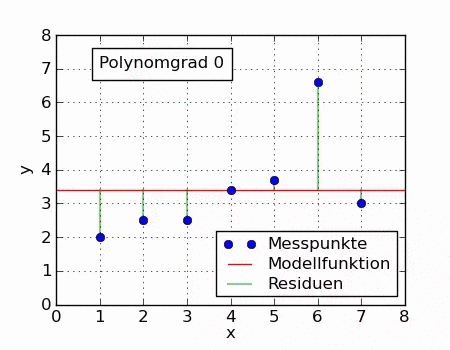 Polynomgrad 0
8
7
6
5
4
3
2
1
0
y
Messpunkte
Modellfunktion
Residuen
0 1 2 3 4 5 6 7 8
x